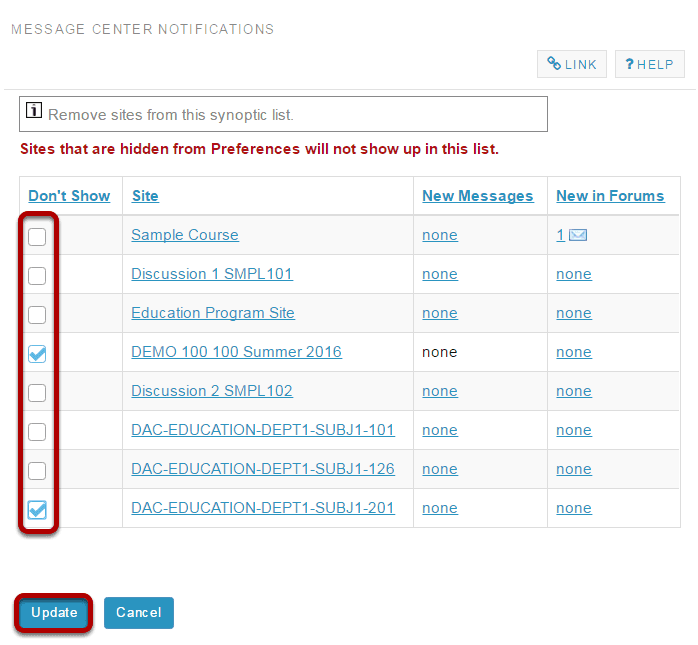 MESSAGE CENTER NOTIFICATIONS
LINK ? HELP
i Remove sites from this synoptic list.
Sites that are hidden from Preferences will not show up in this list.
Don't Show Site New Messages New in Forums
Sample Course none 1
Discussion 1 SMPL101 none none
Education Program Site none none
DEMO 100 100 Summer 2016 none none
Discussion 2 SMPL102 none none
DAC-EDUCATION-DEPT1-SUBJ1-101 none none
DAC-EDUCATION-DEPT1-SUBJ1-126 none none
DAC-EDUCATION-DEPT1-SUBJ1-201 none none
Update Cancel